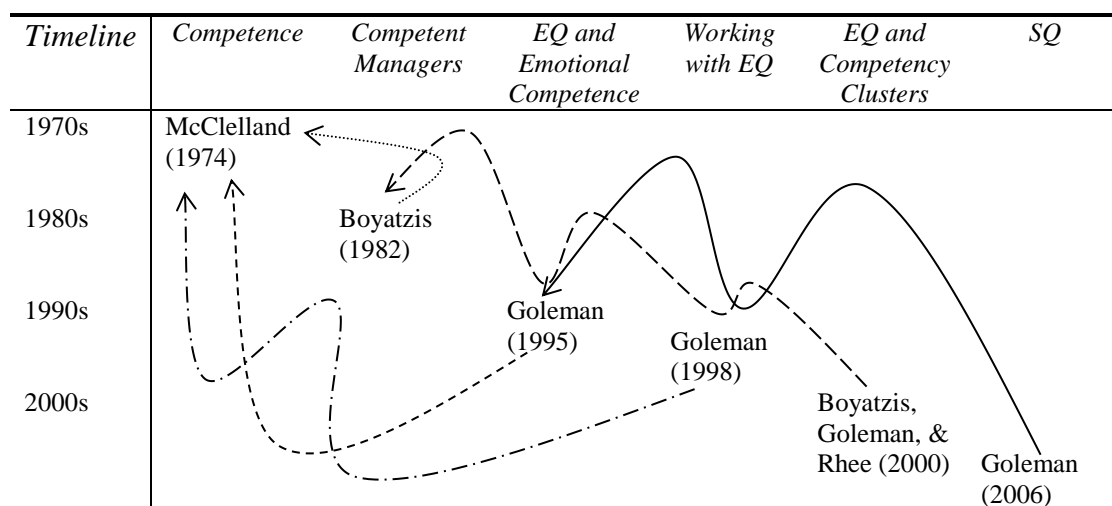 Timeline
Competence
Competent
Managers
EQ and
Emotional
Competence
Working
with EQ
EQ and
Competency
Clusters
SQ
1970s
McClelland
(1974)
1980s
Boyatzis
(1982)
1990s
Goleman
(1995)
Goleman
(1998)
2000s
Boyatzis,
Goleman, &
Rhee (2000)
Goleman
(2006)